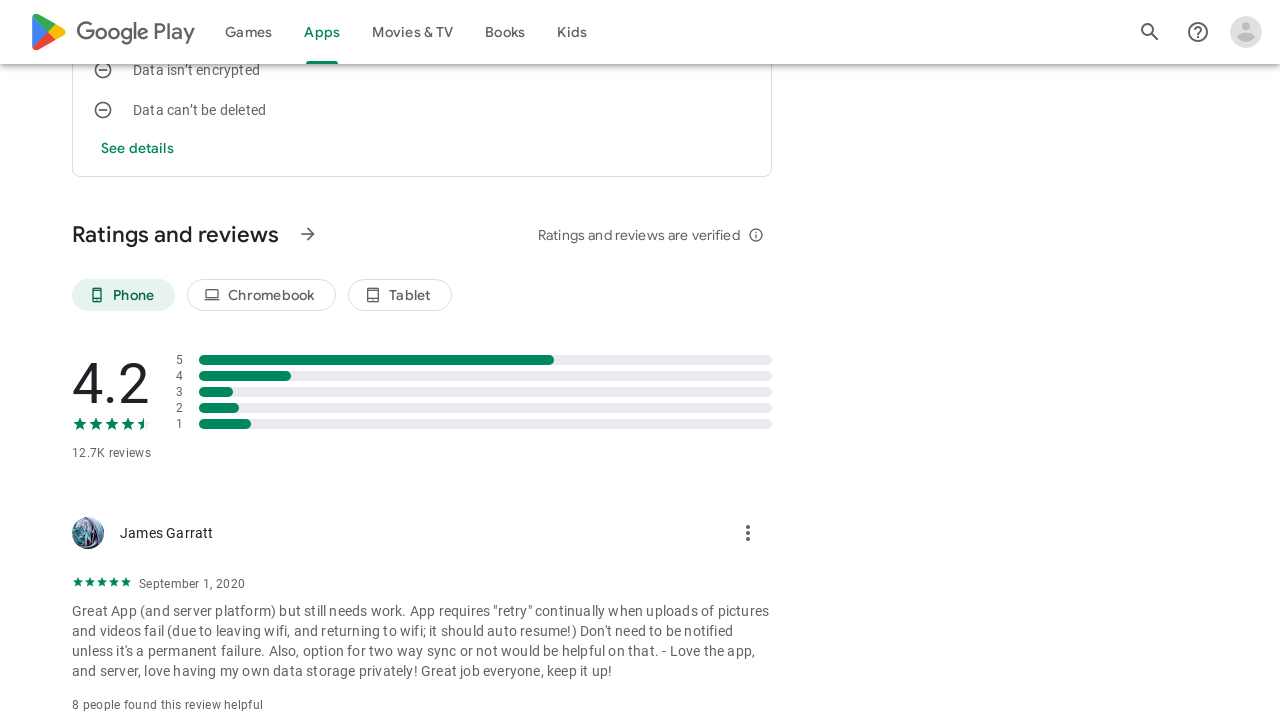 Google Play
Games
Apps
Movies & TV
Books
Kids
Data isn’t encrypted
Data can’t be deleted
See details
Ratings and reviews
Ratings and reviews are verified
Phone
Chromebook
Tablet
4.2
5
4
3
2
1
12.7K reviews
James Garratt
September 1, 2020
Great App (and server platform) but still needs work. App requires "retry" continually when uploads of pictures
and videos fail (due to leaving wifi, and returning to wifi; it should auto resume!) Don't need to be notified
unless it's a permanent failure. Also, option for two way sync or not would be helpful on that. - Love the app,
and server, love having my own data storage privately! Great job everyone, keep it up!
8 people found this review helpful